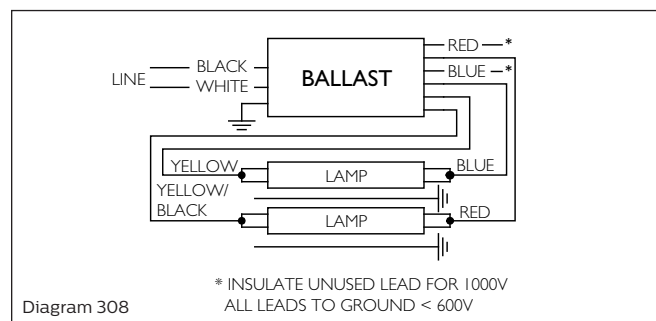 RED *
BLACK
BALLAST
BLUE *
LINE
WHITE
YELLOW
BLUE
LAMP
YELLOW/
BLACK
RED
LAMP
* INSULATE UNUSED LEAD FOR 1000V
ALL LEADS TO GROUND < 600V
Diagram 308